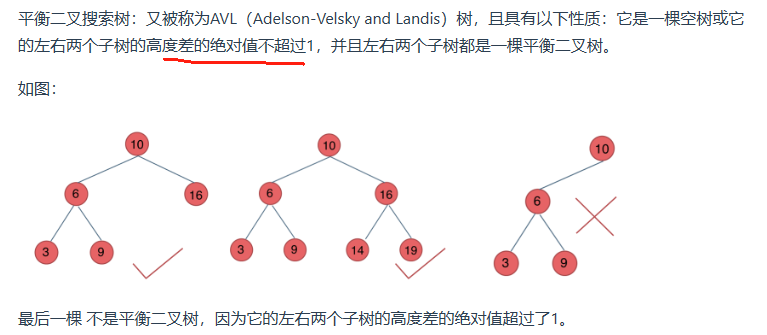 平衡二叉搜索树：又被称为AVL（Adelson-Velsky and Landis）树，且具有以下性质：它是一棵空树或它
的左右两个子树的高度差的绝对值不超过1，并且左右两个子树都是一棵平衡二叉树。
如图：
10
6 16
3 9
10
6 16
3 9 14 19
10
6
3 9
最后一棵 不是平衡二叉树，因为它的左右两个子树的高度差的绝对值超过了1。